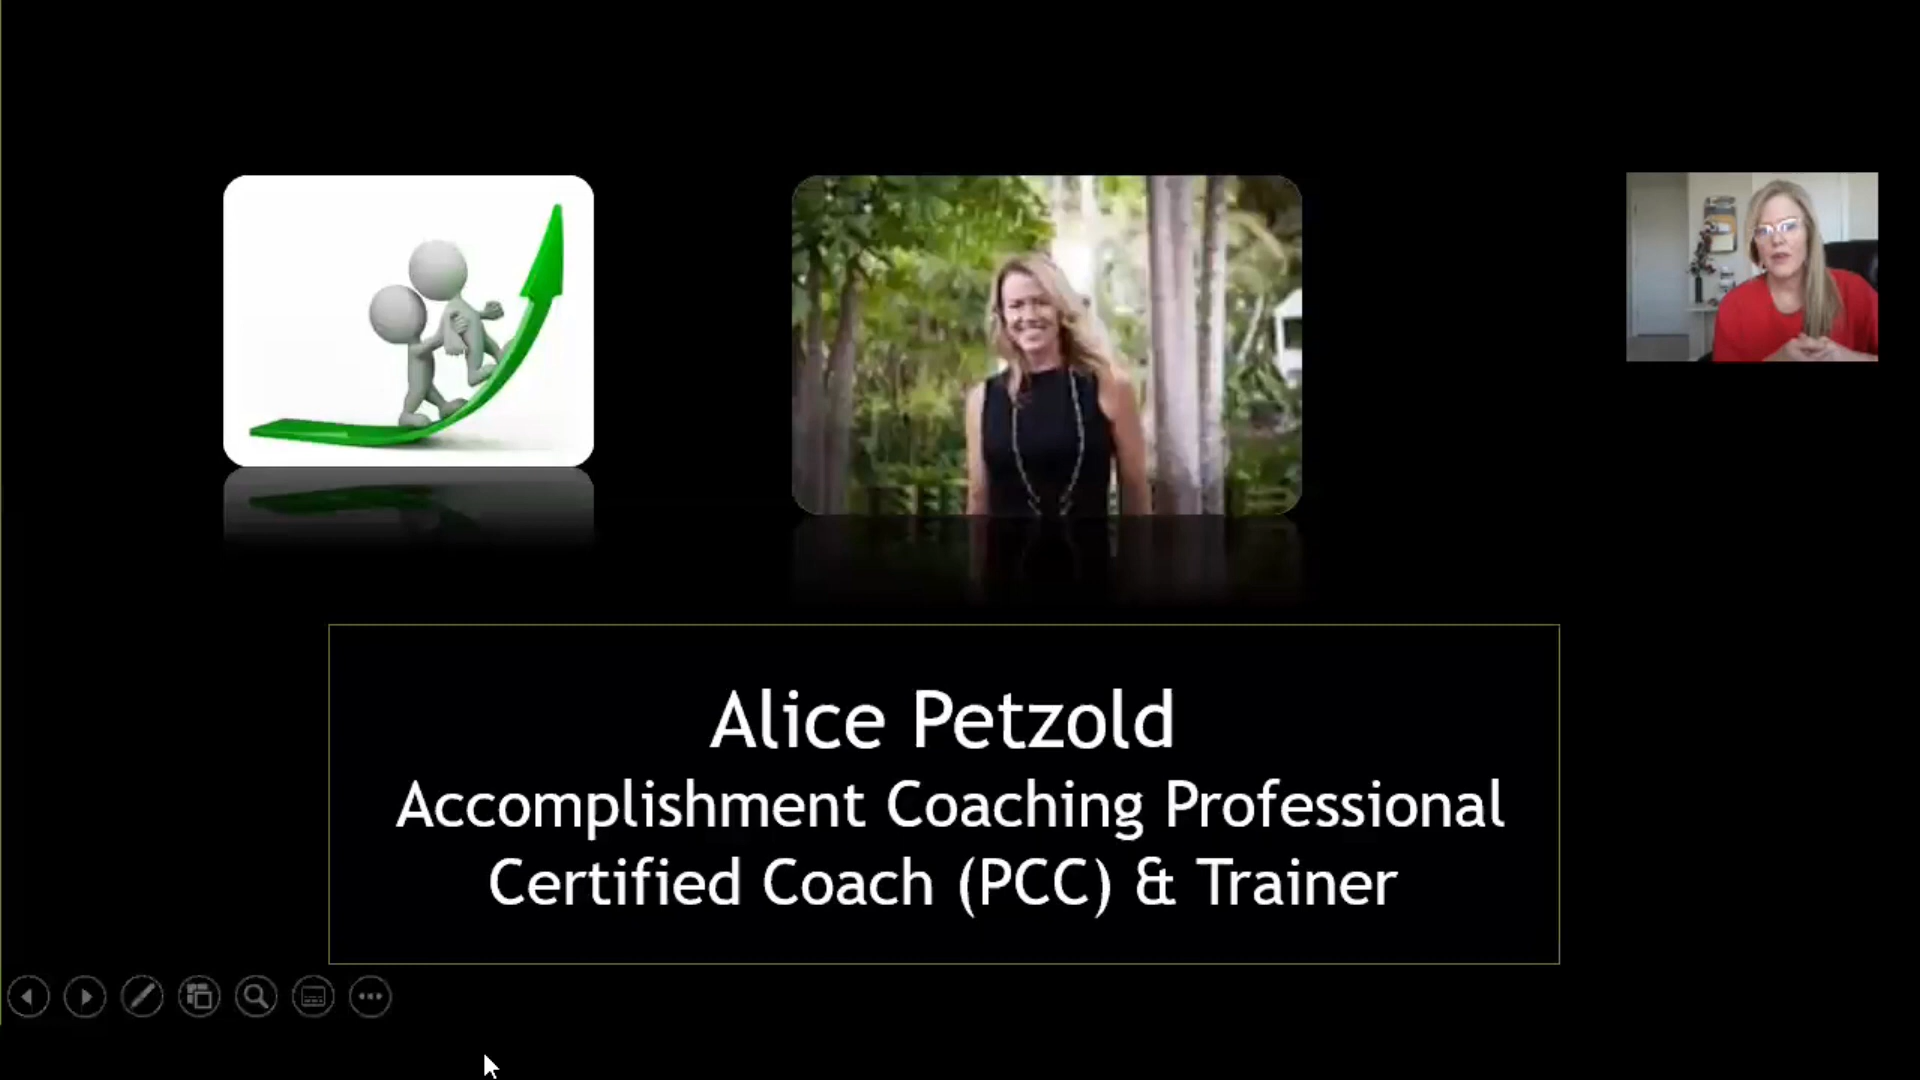 Alice Petzold
Accomplishment Coaching Professional
Certified Coach (PCC) & Trainer